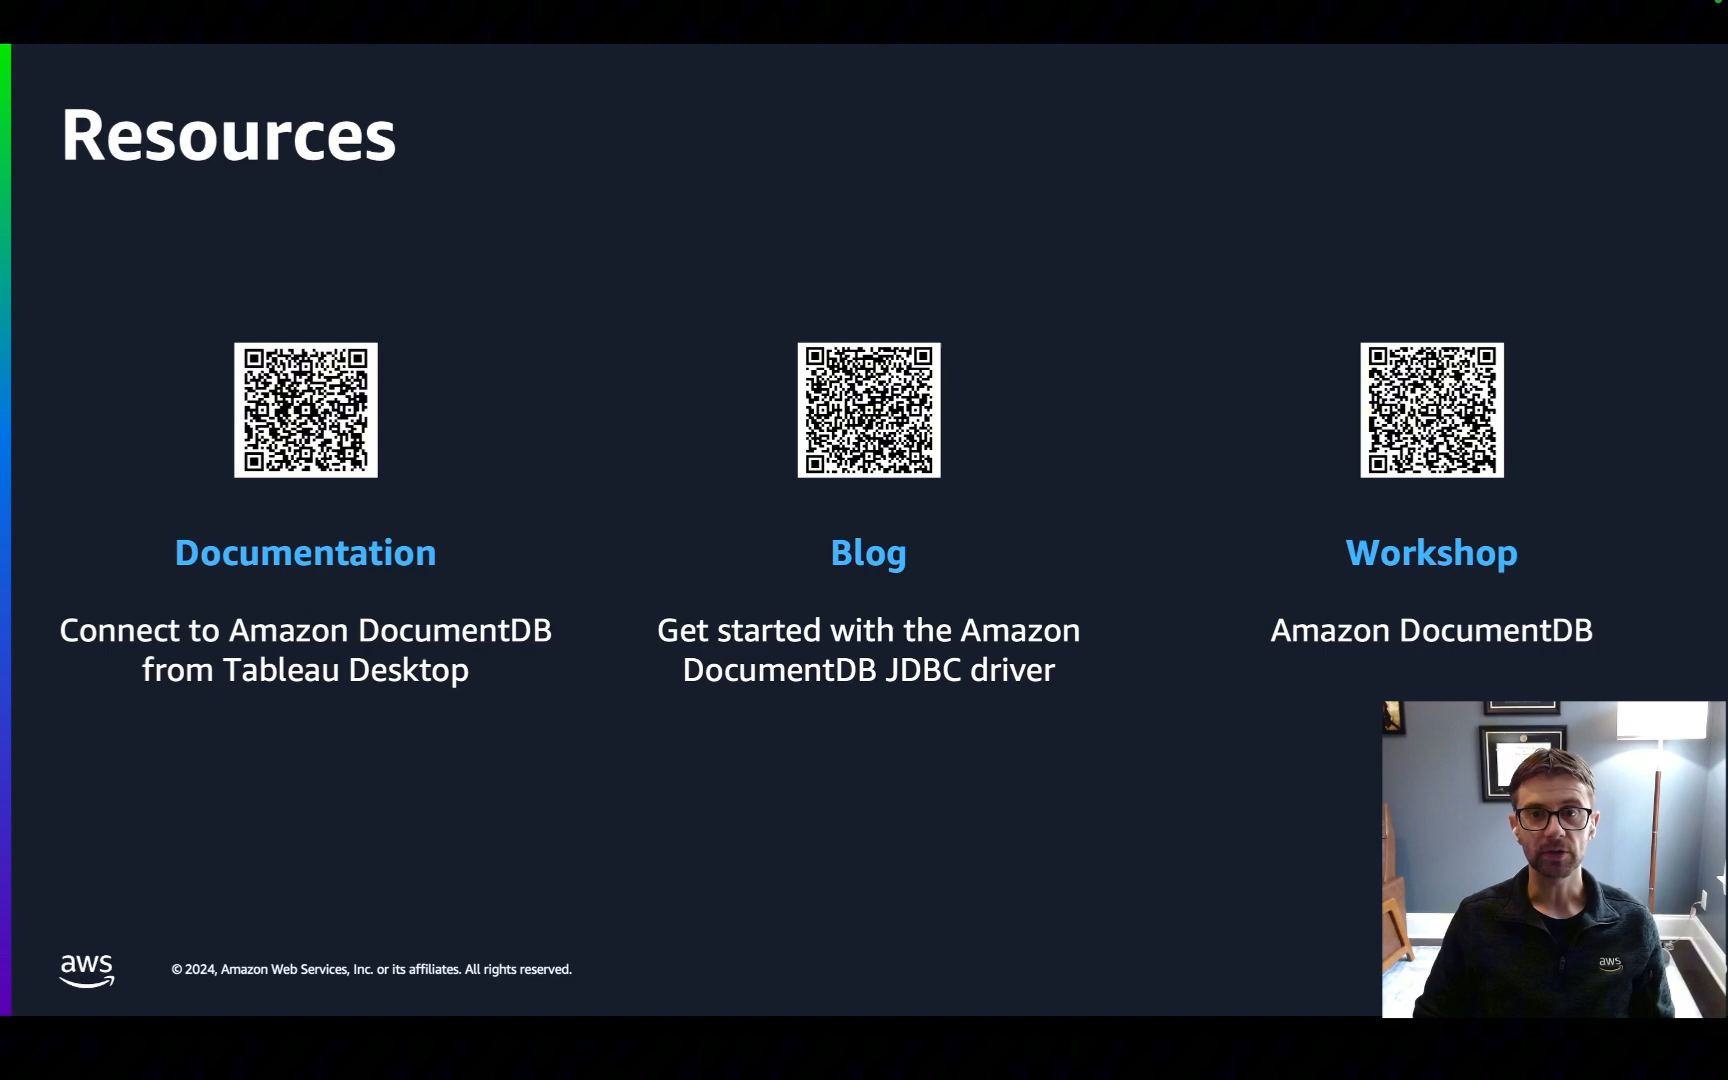 Resources
Documentation
Connect to Amazon DocumentDB
from Tableau Desktop
Blog
Get started with the Amazon
DocumentDB JDBC driver
Workshop
Amazon DocumentDB
aws
© 2024, Amazon Web Services, Inc. or its affiliates. All rights reserved.
aws